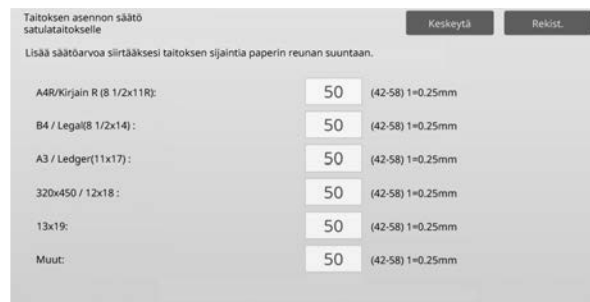 Taitoksen asennon säätö
satulataitokselle
Keskeytä
Rekist.
Lisää säätöarvoa siirtääksesi taitoksen sijaintia paperin reunan suuntaan.
A4R/Kirjain R (8 1/2x11R): 50 (42-58) 1=0.25mm
B4 / Legal(8 1/2x14) : 50 (42-58) 1=0.25mm
A3 / Ledger(11x17) : 50 (42-58) 1=0.25mm
320x450 / 12x18 : 50 (42-58) 1=0.25mm
13x19: 50 (42-58) 1=0.25mm
Muut: 50 (42-58) 1=0.25mm